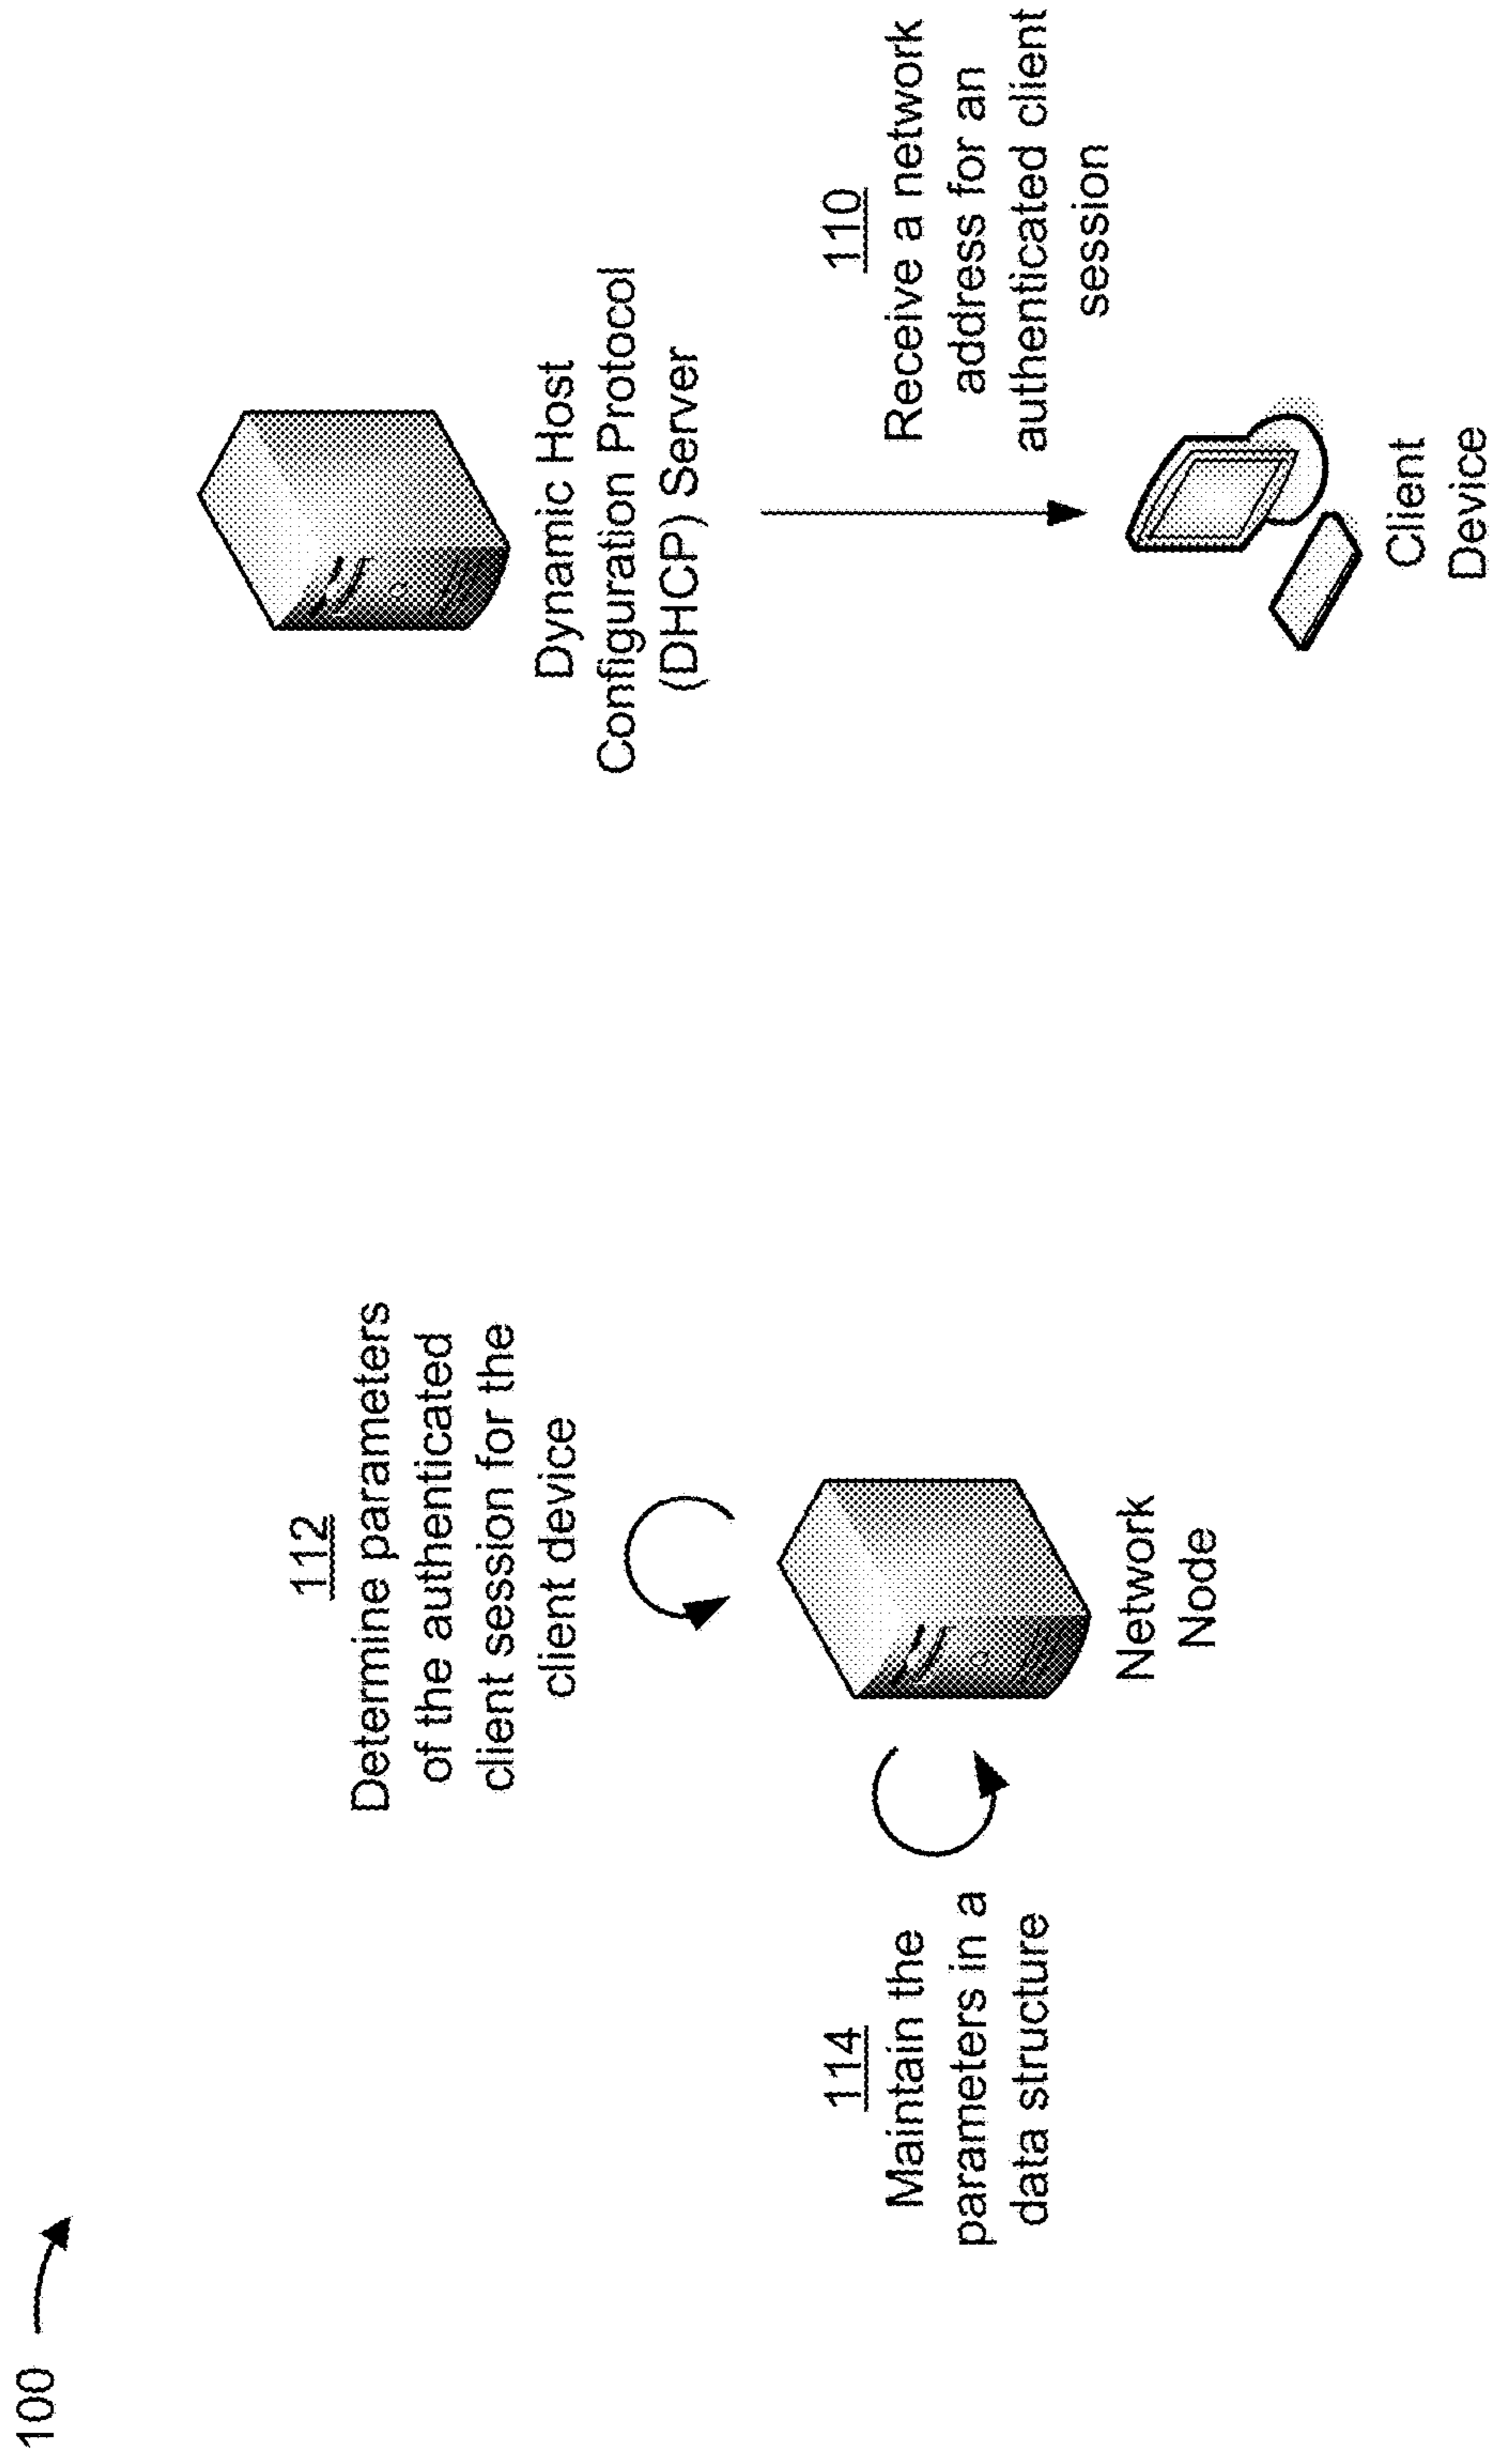 100
112
Determine parameters
of the authenticated
client session for the
client device
114
Maintain the
parameters in a
data structure
Network
Node
Dynamic Host
Configuration Protocol
(DHCP) Server
110
Receive a network
address for an
authenticated client
session
Client
Device